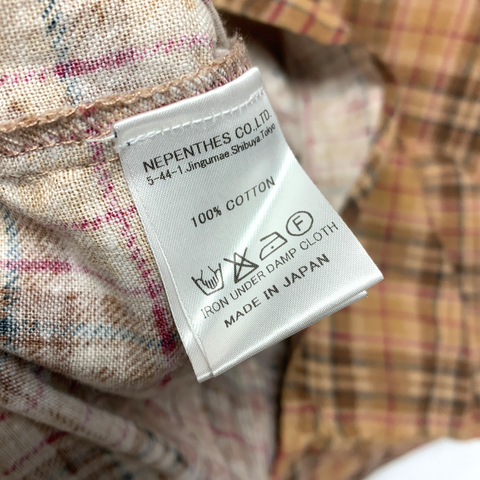 NEPENTHES CO.,LTD.
5-44-1.Jingumae.Shibuya.Tokyo
100% COTTON
F
IRON UNDER DAMP CLOTH
MADE IN JAPAN